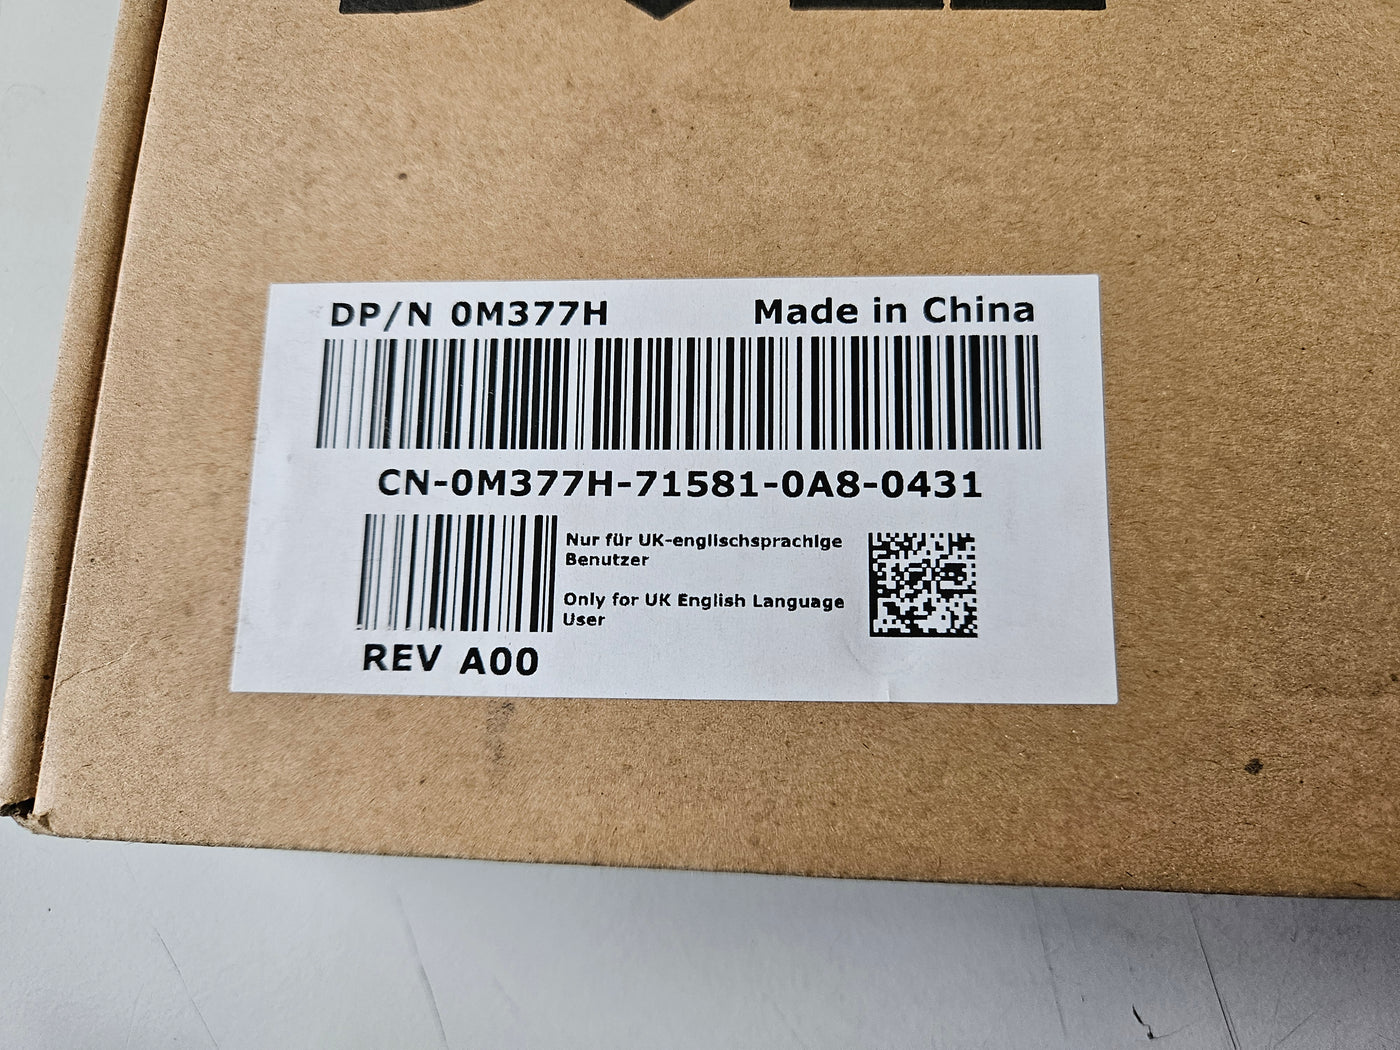 DP/N 0M377H Made in China
CN-0M377H-71581-0A8-0431
Nur für UK-englischsprachige
Benutzer
Only for UK English Language
User
REV A00